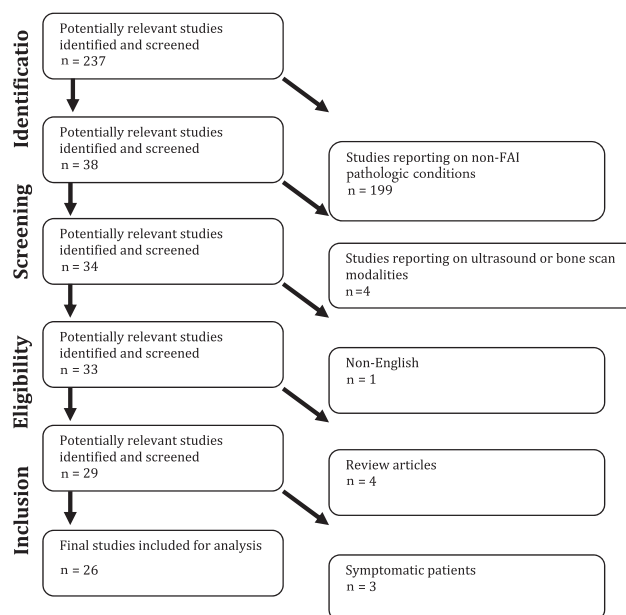 Identificatio
Potentially relevant studies
identified and screened
n = 237
Potentially relevant studies
identified and screened
n = 38
Studies reporting on non-FAI
pathologic conditions
n = 199
Screening
Potentially relevant studies
identified and screened
n = 34
Studies reporting on ultrasound or bone scan
modalities
n =4
Eligibility
Potentially relevant studies
identified and screened
n = 33
Non-English
n = 1
Potentially relevant studies
identified and screened
n = 29
Review articles
n = 4
Inclusion
Final studies included for analysis
n = 26
Symptomatic patients
n = 3